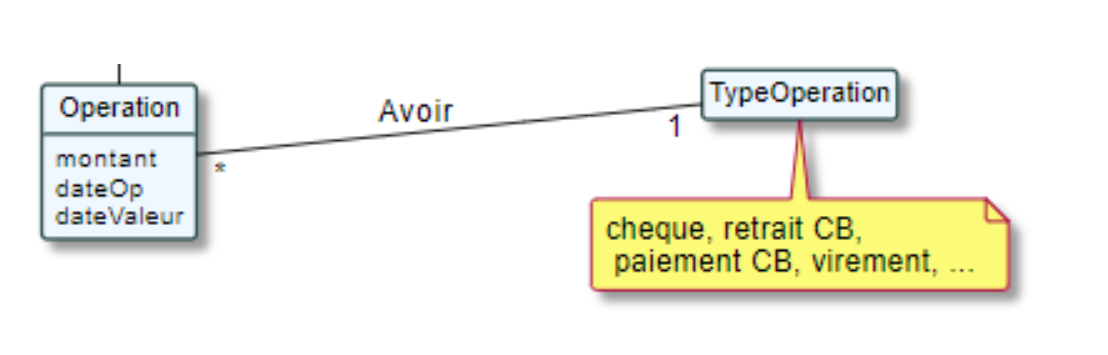 Operation
montant
dateOp
dateValeur
Avoir
*
1
TypeOperation
cheque, retrait CB,
paiement CB, virement, ...